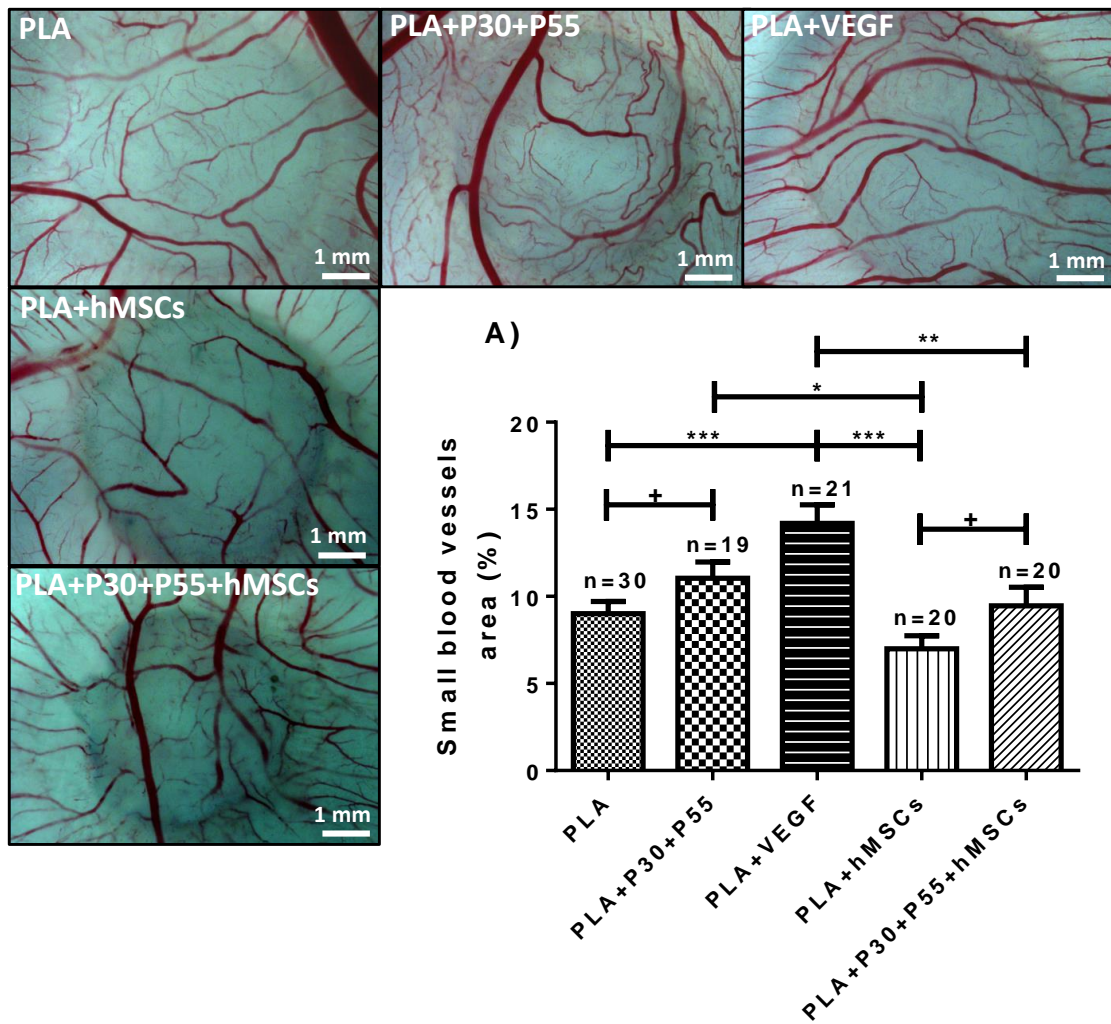 PLA
1 mm
PLA+P30+P55
1 mm
PLA+VEGF
1 mm
PLA+hMSCs
1 mm
PLA+P30+P55+hMSCs
1 mm
A)
**
*
*** ***
+
+
n=30
n=19
n=21
n=20
n=20
Small blood vessels
area (%)
20
15
10
5
0
PLA
PLA+P30+P55
PLA+VEGF
PLA+hMSCs
PLA+P30+P55+hMSCs